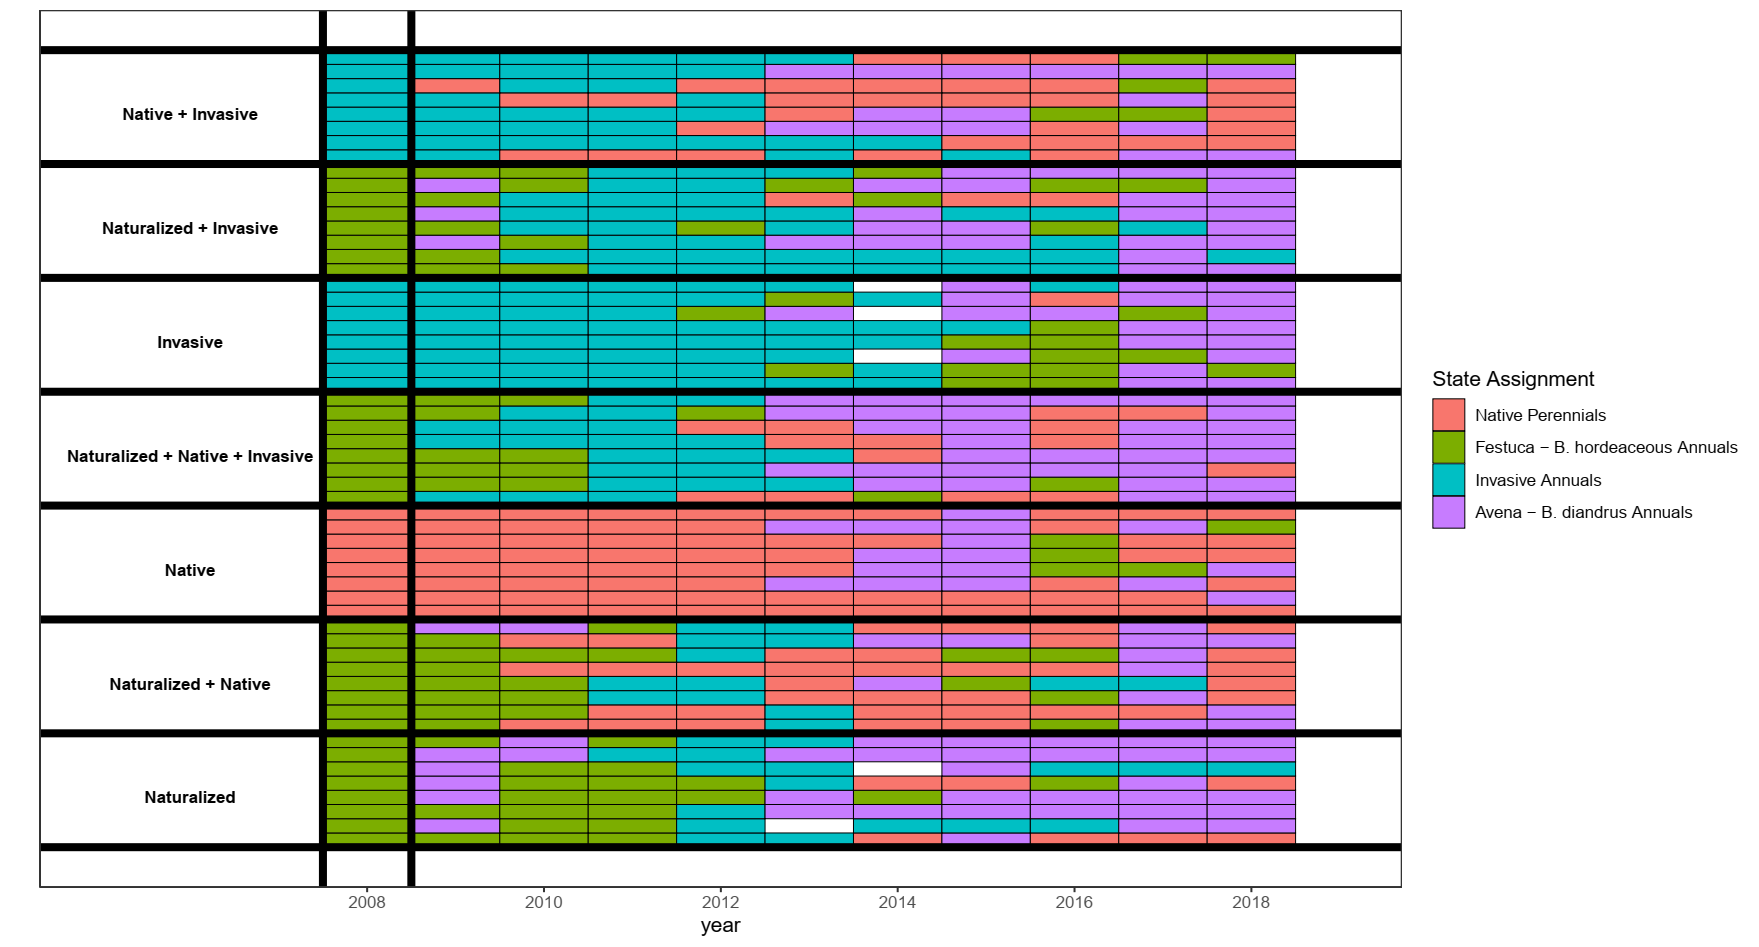 Native + Invasive
Naturalized + Invasive
Invasive
Naturalized + Native + Invasive
Native
Naturalized + Native
Naturalized
2008 2010 2012 2014 2016 2018
year
State Assignment
Native Perennials
Festuca − B. hordeaceous Annuals
Invasive Annuals
Avena − B. diandrus Annuals